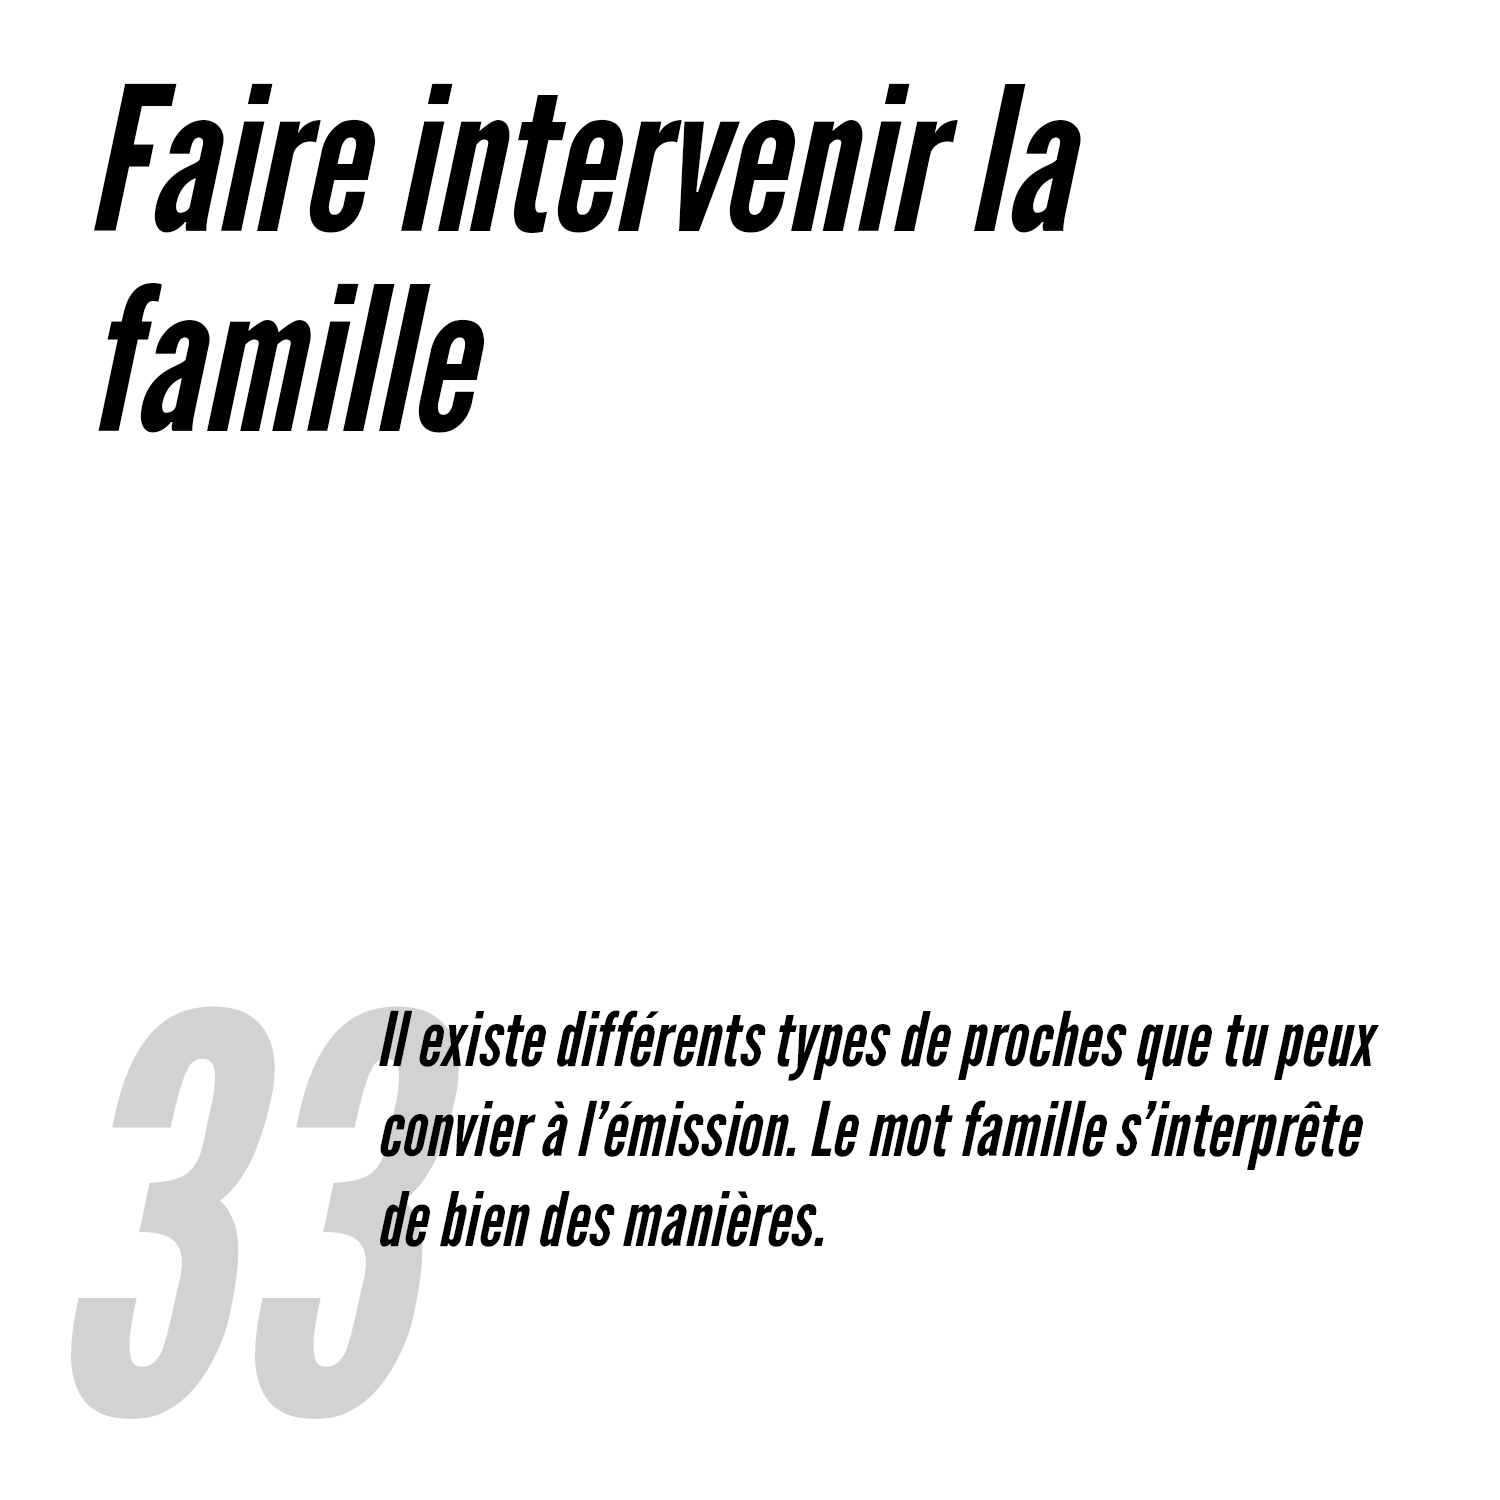 Faire intervenir la
famille
33
Il existe différents types de proches que tu peux
convier à l’émission. Le mot famille s’interprête
de bien des manières.